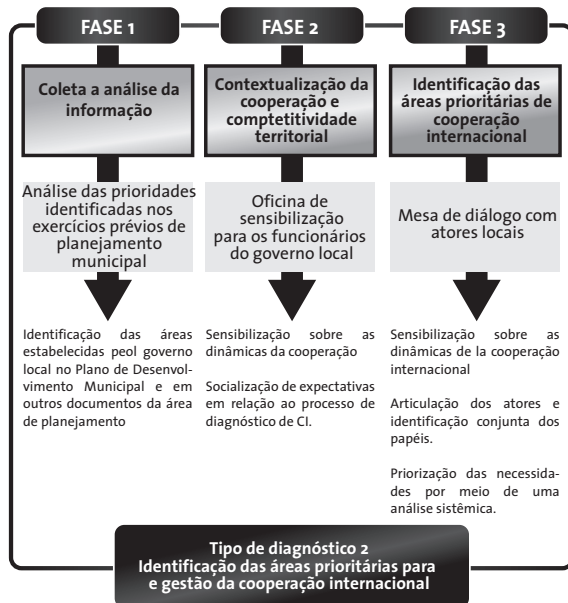 FASE 1
Coleta a análise da
informação
Análise das prioridades
identificadas nos
exercícios prévios de
planejamento
municipal
Identificação das áreas
estabelecidas peol governo
local no Plano de Desenvol-
vimento Municipal e em
outros documentos da área
de planejamento
FASE 2
Contextualização da
cooperação e
comptetitividade
territorial
Oficina de
sensibilização
para os funcionários
do governo local
Sensibilização sobre as
dinâmicas da cooperação
Socialização de expectativas
em relação ao processo de
diagnóstico de CI.
FASE 3
Identificação das
áreas prioritárias de
cooperação
internacional
Mesa de diálogo com
atores locais
Sensibilização sobre as
dinâmicas de la cooperação
internacional
Articulação dos atores e
identificação conjunta dos
papéis.
Priorização das necessida-
des por meio de uma
análise sistêmica.
Tipo de diagnóstico 2
Identificação das áreas prioritárias para
e gestão da cooperação internacional